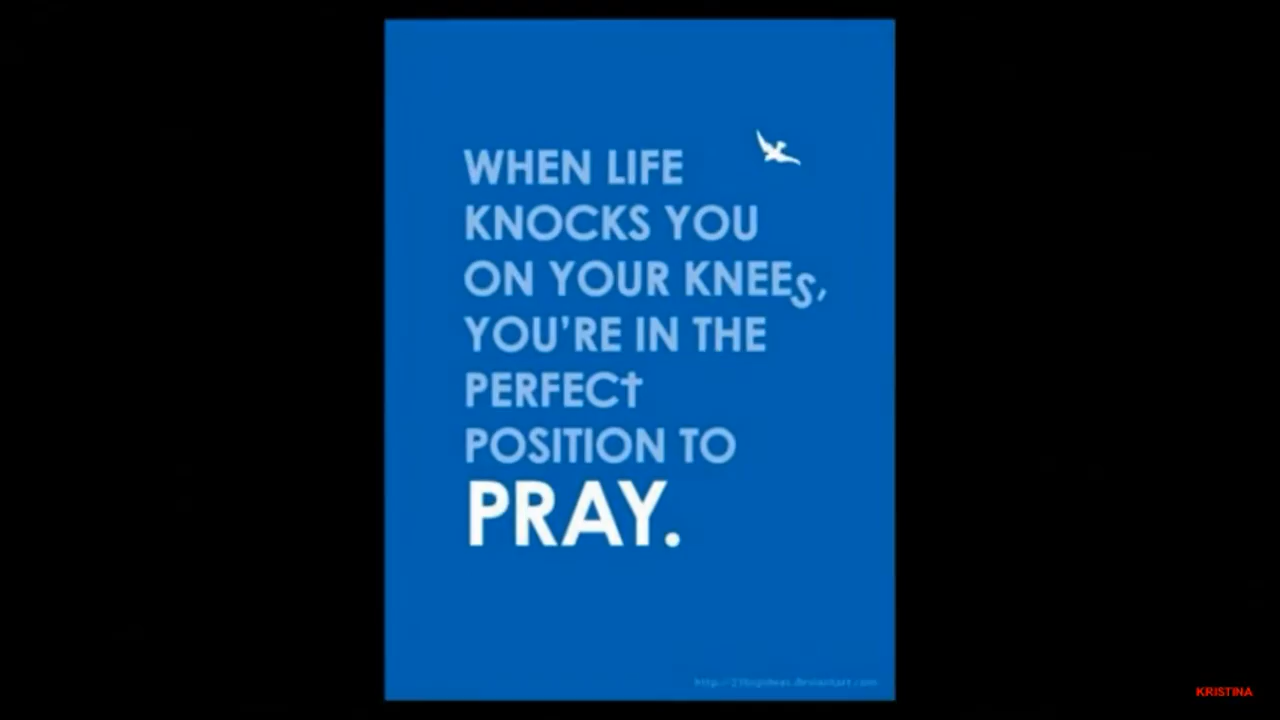 WHEN LIFE
KNOCKS YOU
ON YOUR KNEES,
YOU'RE IN THE
PERFECT
POSITION TO
PRAY.
KRISTINA